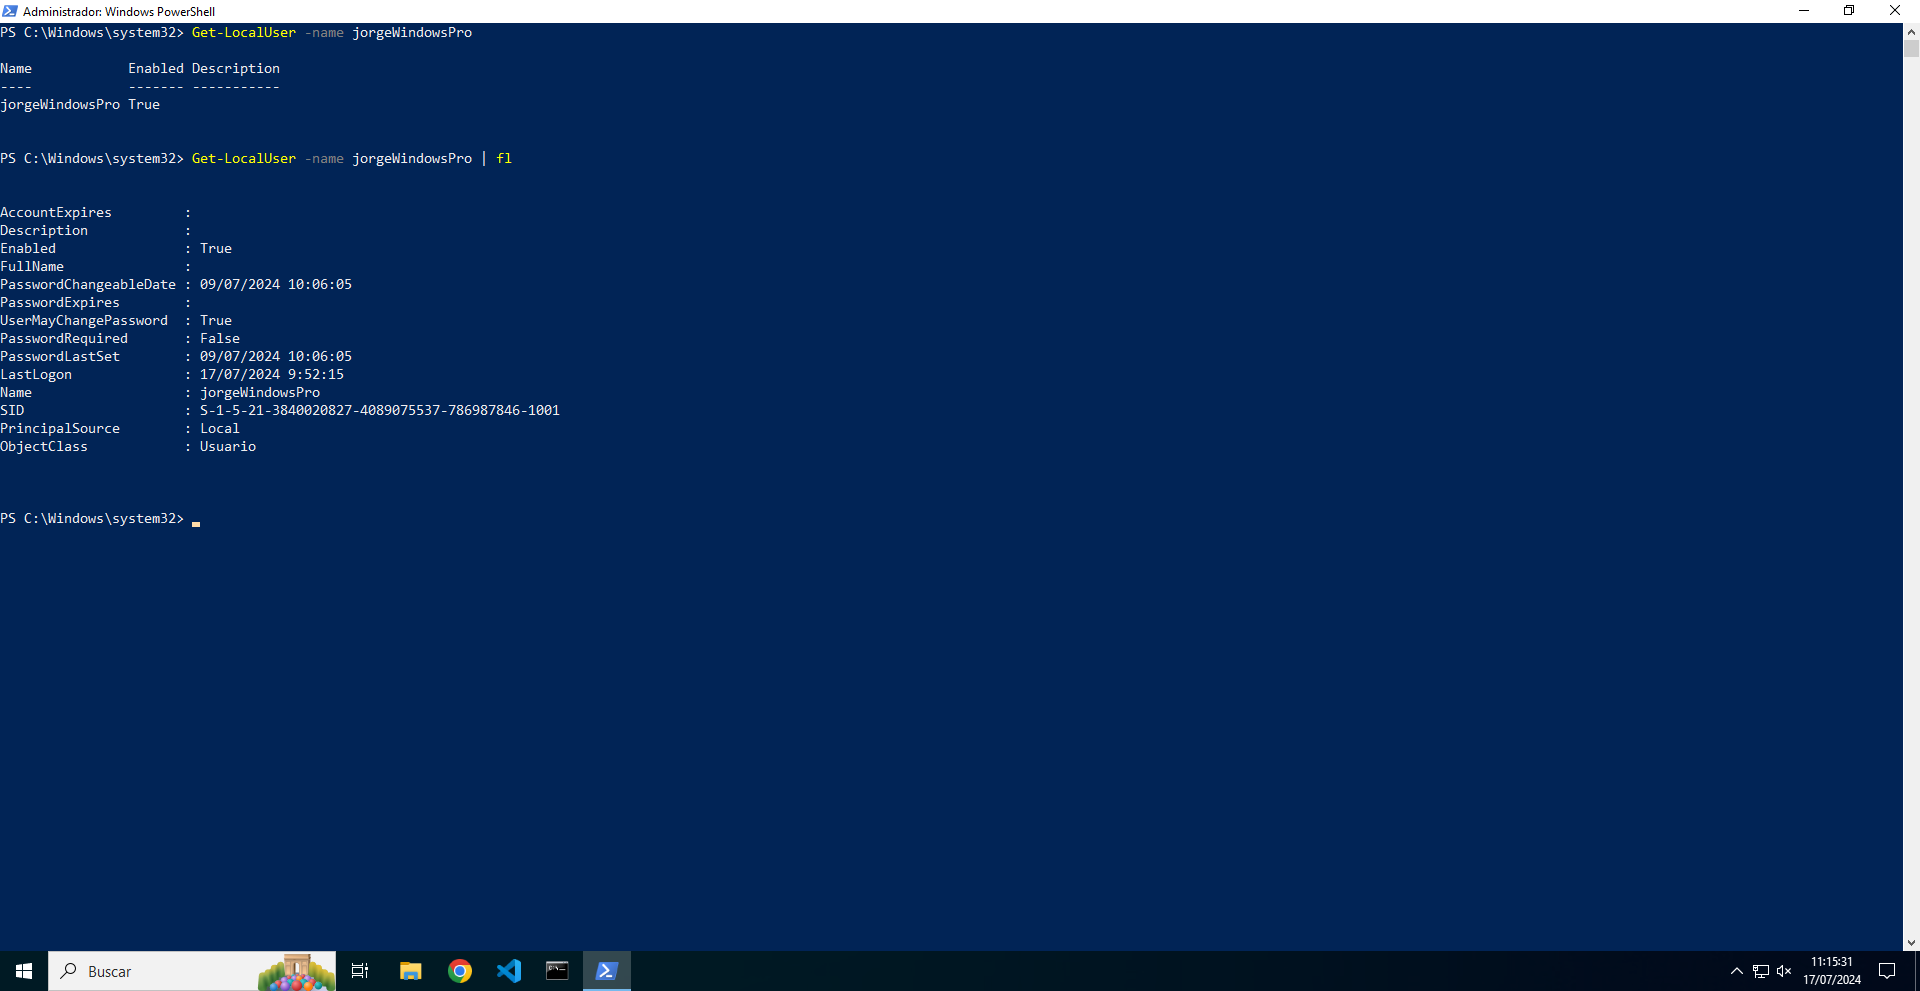 Administrador: Windows PowerShell
PS C:\Windows\system32> Get-LocalUser -name jorgeWindowsPro
Name            Enabled Description
----            ------- -----------
jorgeWindowsPro True
PS C:\Windows\system32> Get-LocalUser -name jorgeWindowsPro | fl
AccountExpires         :
Description            :
Enabled                : True
FullName               :
PasswordChangeableDate : 09/07/2024 10:06:05
PasswordExpires        :
UserMayChangePassword  : True
PasswordRequired       : False
PasswordLastSet        : 09/07/2024 10:06:05
LastLogon              : 17/07/2024 9:52:15
Name                   : jorgeWindowsPro
SID                    : S-1-5-21-3840020827-4089075537-786987846-1001
PrincipalSource        : Local
ObjectClass            : Usuario
PS C:\Windows\system32>
Buscar
11:15:31
17/07/2024